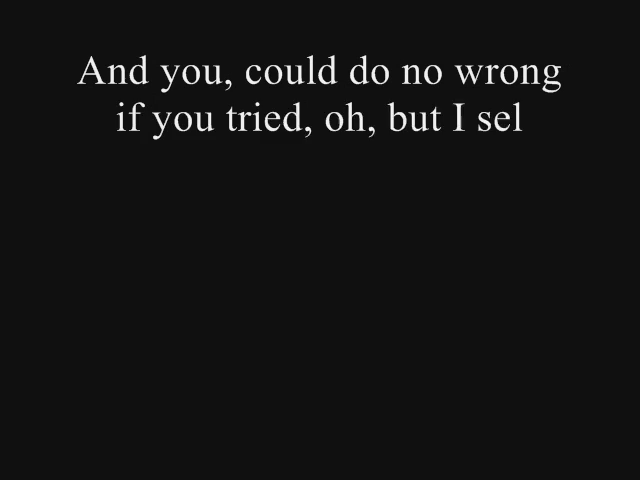 And you, could do no wrong
if you tried, oh, but I sel